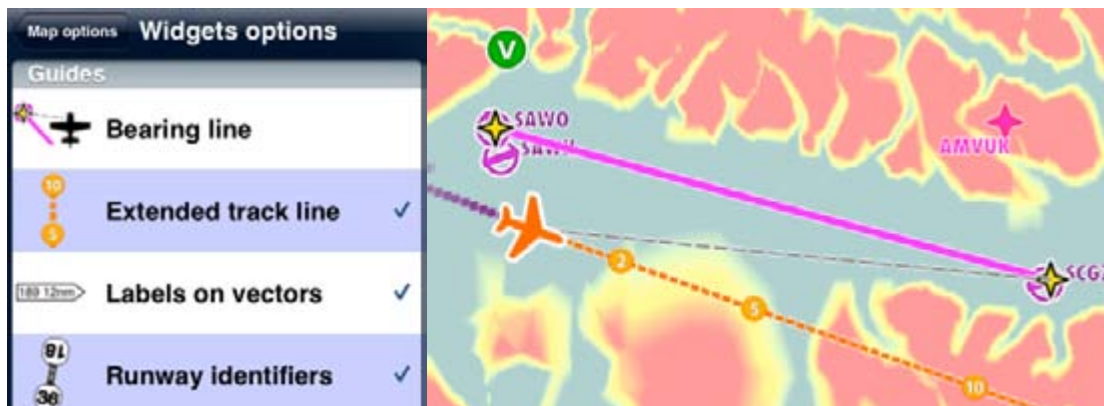 Map options
Widgets options
Guides
Bearing line
10
5
Extended track line
189 12nm
Labels on vectors
18
36
Runway identifiers
V
SAWO
AMVUK
2
5
10